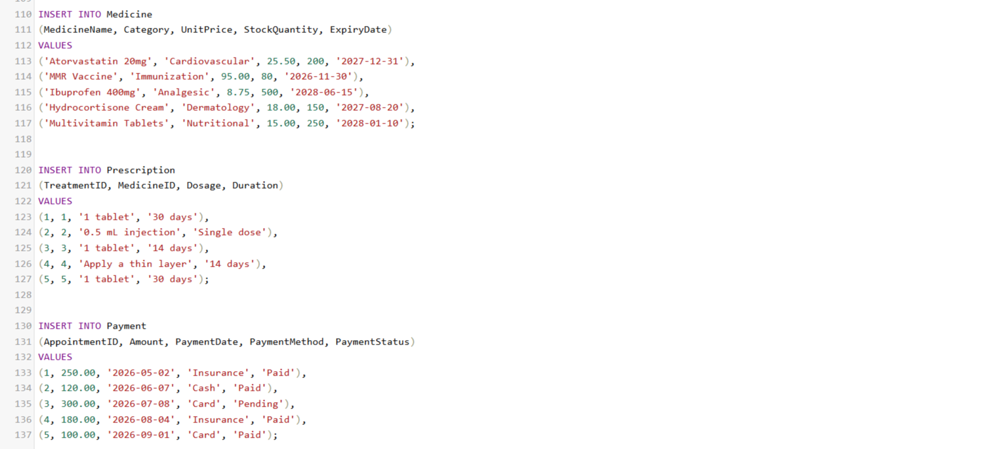 110 INSERT INTO Medicine
111 (MedicineName, Category, UnitPrice, StockQuantity, ExpiryDate)
112 VALUES
113 ('Atorvastatin 20mg', 'Cardiovascular', 25.50, 200, '2027-12-31'),
114 ('MMR Vaccine', 'Immunization', 95.00, 80, '2026-11-30'),
115 ('Ibuprofen 400mg', 'Analgesic', 8.75, 500, '2028-06-15'),
116 ('Hydrocortisone Cream', 'Dermatology', 18.00, 150, '2027-08-20'),
117 ('Multivitamin Tablets', 'Nutritional', 15.00, 250, '2028-01-10');
118
119
120 INSERT INTO Prescription
121 (TreatmentID, MedicineID, Dosage, Duration)
122 VALUES
123 (1, 1, '1 tablet', '30 days'),
124 (2, 2, '0.5 mL injection', 'Single dose'),
125 (3, 3, '1 tablet', '14 days'),
126 (4, 4, 'Apply a thin layer', '14 days'),
127 (5, 5, '1 tablet', '30 days');
128
129
130 INSERT INTO Payment
131 (AppointmentID, Amount, PaymentDate, PaymentMethod, PaymentStatus)
132 VALUES
133 (1, 250.00, '2026-05-02', 'Insurance', 'Paid'),
134 (2, 120.00, '2026-06-07', 'Cash', 'Paid'),
135 (3, 300.00, '2026-07-08', 'Card', 'Pending'),
136 (4, 180.00, '2026-08-04', 'Insurance', 'Paid'),
137 (5, 100.00, '2026-09-01', 'Card', 'Paid');